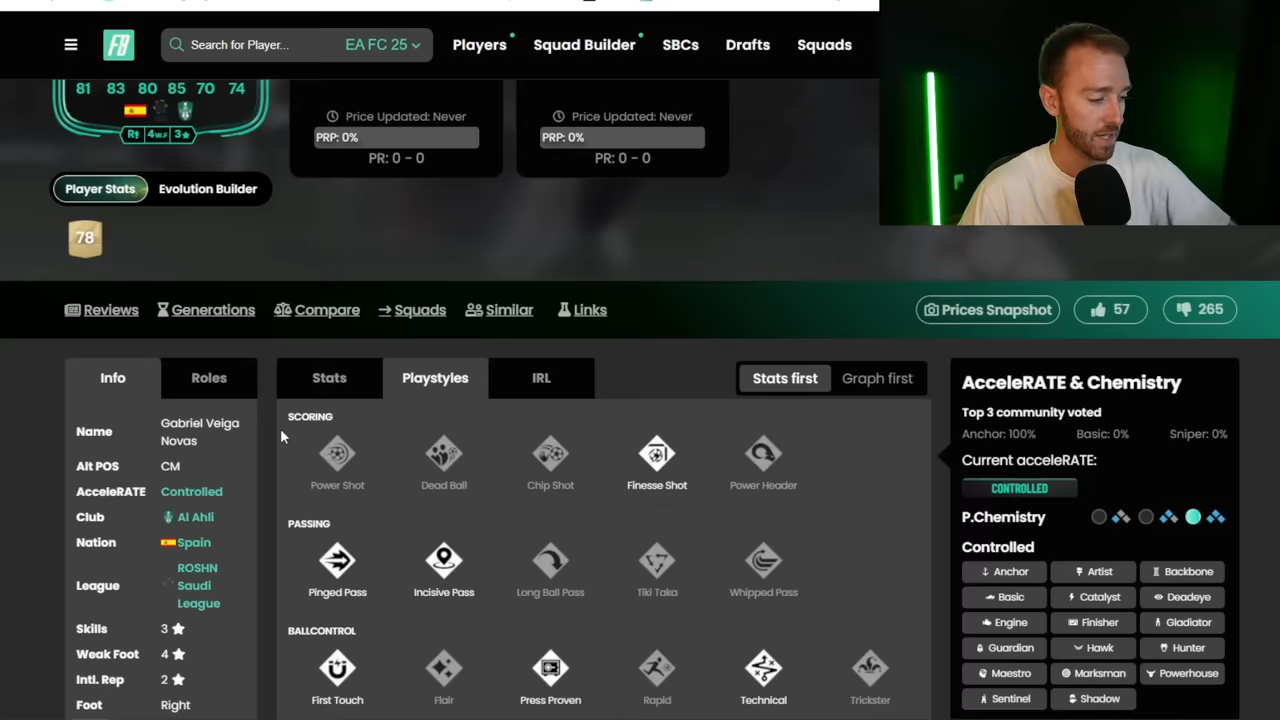 FB Search for Player... EA FC 25 Players Squad Builder SBCs Drafts Squads
81 83 80 85 70 74
R 4W.F 3★
Price Updated: Never Price Updated: Never
PRP: 0% PRP: 0%
PR: 0 - 0 PR: 0 - 0
Player Stats Evolution Builder
78
Reviews Generations Compare Squads Similar Links Prices Snapshot 57 265
Info Roles
Name Gabriel Veiga
Novas
Alt POS CM
AcceleRATE Controlled
Club Al Ahli
Nation Spain
League ROSHN
Saudi
League
Skills 3 ★
Weak Foot 4 ★
Intl. Rep 2 ★
Foot Right
Stats Playstyles IRL Stats first Graph first
SCORING
Power Shot Dead Ball Chip Shot Finesse Shot Power Header
PASSING
Pinged Pass Incisive Pass Long Ball Pass Tiki Taka Whipped Pass
BALLCONTROL
First Touch Flair Press Proven Rapid Technical Trickster
AcceleRATE & Chemistry
Top 3 community voted
Anchor: 100% Basic: 0% Sniper: 0%
Current acceleRATE:
CONTROLLED
P.Chemistry
Controlled
Anchor Artist Backbone
Basic Catalyst Deadeye
Engine Finisher Gladiator
Guardian Hawk Hunter
Maestro Marksman Powerhouse
Sentinel Shadow